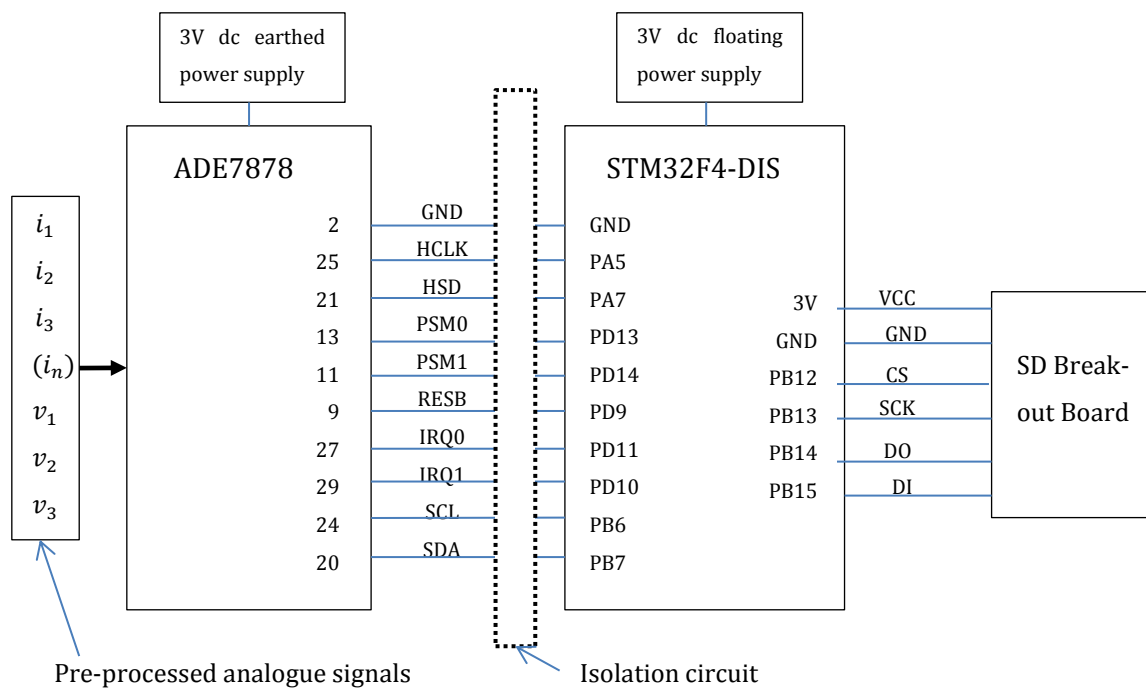 3V dc earthed
power supply
3V dc floating
power supply
ADE7878
STM32F4-DIS
i₁
i₂
i₃
(iₙ)
v₁
v₂
v₃
2 GND GND
25 HCLK PA5
21 HSD PA7
13 PSM0 PD13
11 PSM1 PD14
9 RESB PD9
27 IRQ0 PD11
29 IRQ1 PD10
24 SCL PB6
20 SDA PB7
3V VCC
GND GND
PB12 CS
PB13 SCK
PB14 DO
PB15 DI
SD Break-
out Board
Pre-processed analogue signals
Isolation circuit